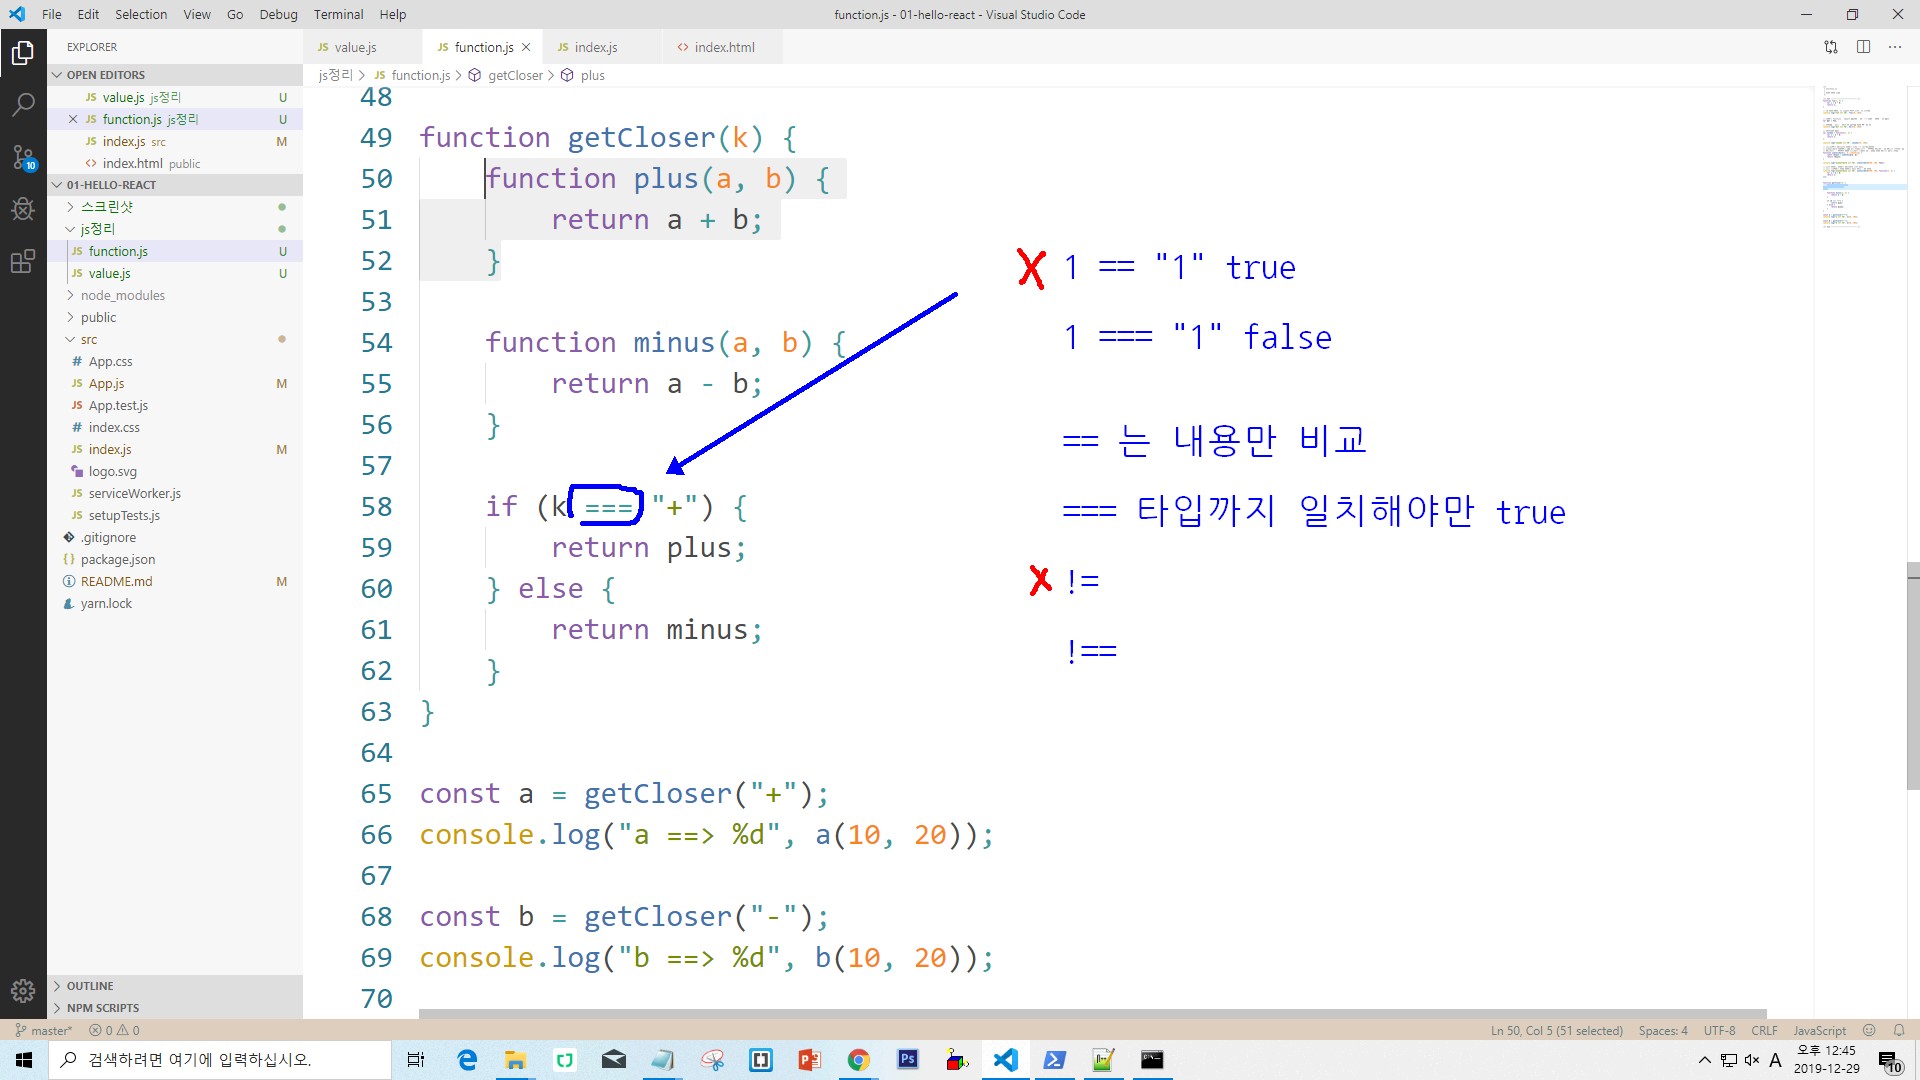 File Edit Selection View Go Debug Terminal Help
function.js - 01-hello-react - Visual Studio Code
EXPLORER
OPEN EDITORS
JS value.js js정리 U
JS function.js js정리 U
JS index.js src M
<> index.html public
01-HELLO-REACT
스크린샷
js정리
JS function.js U
JS value.js U
node_modules
public
src
# App.css
JS App.js M
JS App.test.js
# index.css
JS index.js M
logo.svg
JS serviceWorker.js
JS setupTests.js
.gitignore
{} package.json
README.md M
yarn.lock
OUTLINE
NPM SCRIPTS
10
JS value.js
JS function.js
JS index.js
<> index.html
js정리 > JS function.js > getCloser > plus
48
49 function getCloser(k) {
50 function plus(a, b) {
51 return a + b;
52 }
53
54 function minus(a, b) {
55 return a - b;
56 }
57
58 if (k === "+") {
59 return plus;
60 } else {
61 return minus;
62 }
63 }
64
65 const a = getCloser("+");
66 console.log("a ==> %d", a(10, 20));
67
68 const b = getCloser("-");
69 console.log("b ==> %d", b(10, 20));
70
X 1 == "1" true
1 === "1" false
== 는 내용만 비교
=== 타입까지 일치해야만 true
X !=
!==
master* 0 0
Ln 50, Col 5 (51 selected) Spaces: 4 UTF-8 CRLF JavaScript
검색하려면 여기에 입력하십시오.
Ps
A
오후 12:45
2019-12-29
10